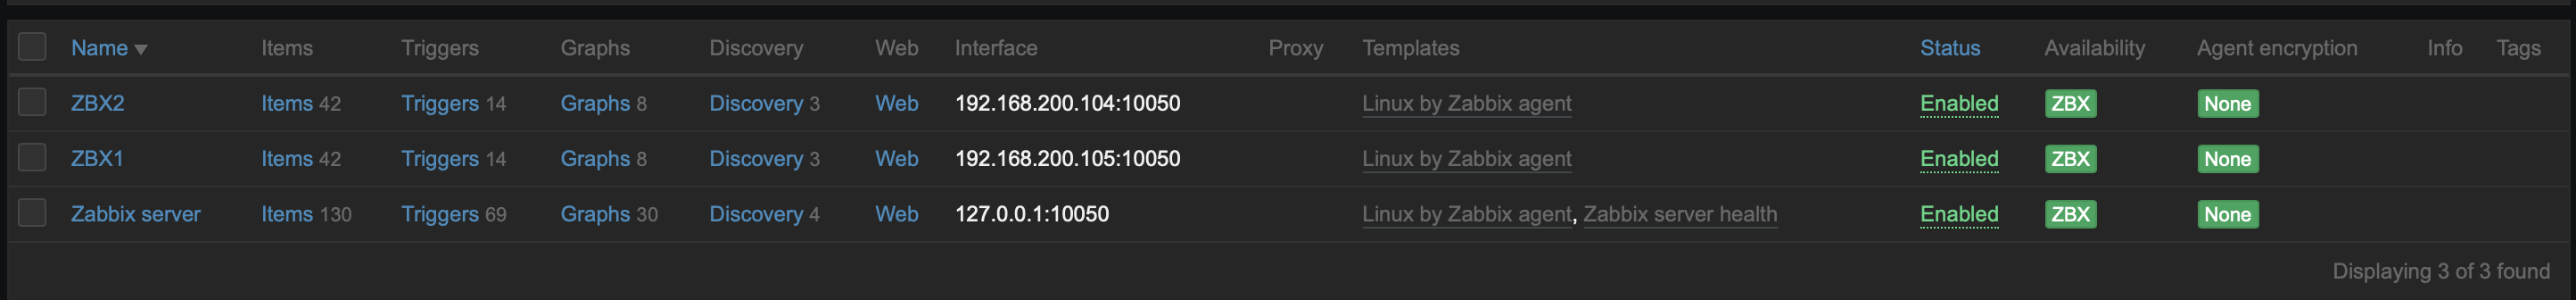 Name Items Triggers Graphs Discovery Web Interface Proxy Templates Status Availability Agent encryption Info Tags
ZBX2 Items 42 Triggers 14 Graphs 8 Discovery 3 Web 192.168.200.104:10050 Linux by Zabbix agent Enabled ZBX None
ZBX1 Items 42 Triggers 14 Graphs 8 Discovery 3 Web 192.168.200.105:10050 Linux by Zabbix agent Enabled ZBX None
Zabbix server Items 130 Triggers 69 Graphs 30 Discovery 4 Web 127.0.0.1:10050 Linux by Zabbix agent, Zabbix server health Enabled ZBX None
Displaying 3 of 3 found